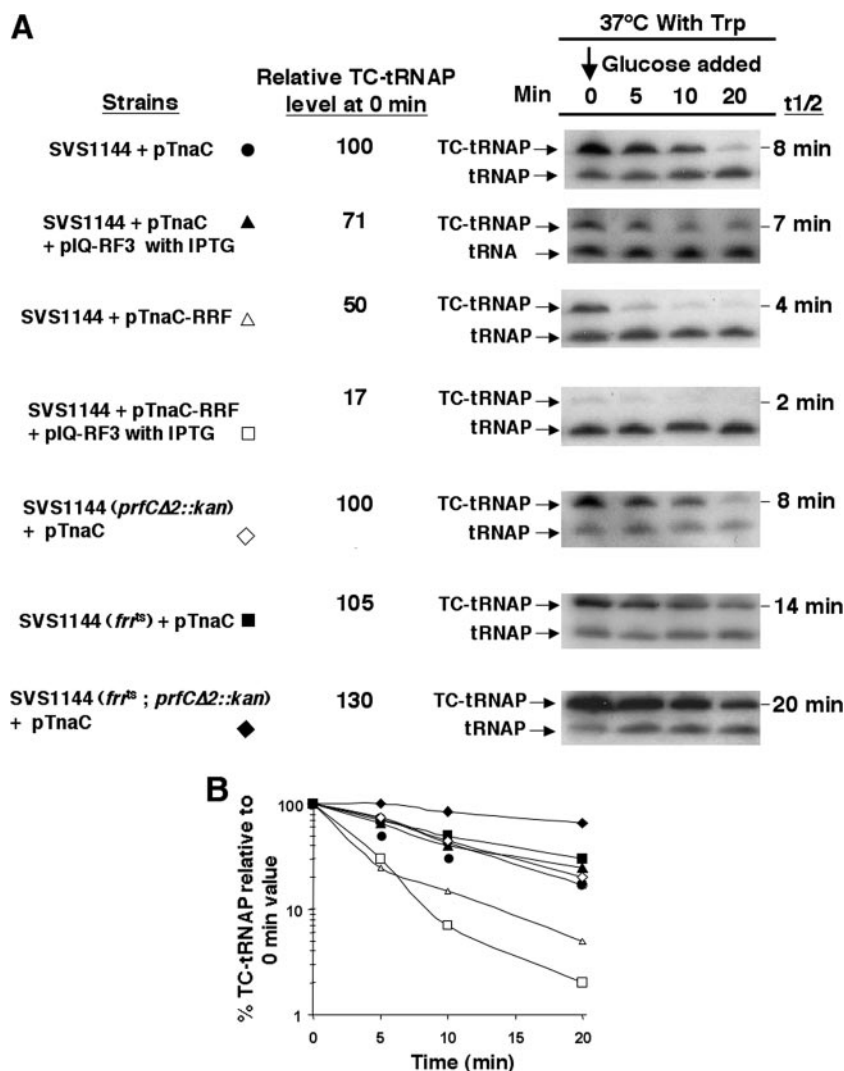 A
37°C With Trp
Glucose added
Strains
Relative TC-tRNAP
level at 0 min
Min 0 5 10 20 t1/2
SVS1144 + pTnaC ● 100 TC-tRNAP 8 min
tRNAP
SVS1144 + pTnaC ▲
+ pIQ-RF3 with IPTG
71 TC-tRNAP 7 min
tRNA
SVS1144 + pTnaC-RRF △ 50 TC-tRNAP 4 min
tRNAP
SVS1144 + pTnaC-RRF
+ pIQ-RF3 with IPTG □
17 TC-tRNAP 2 min
tRNAP
SVS1144 (prfCΔ2::kan)
+ pTnaC ◇
100 TC-tRNAP 8 min
tRNAP
SVS1144 (frrts) + pTnaC ■ 105 TC-tRNAP 14 min
tRNAP
SVS1144 (frrts ; prfCΔ2::kan)
+ pTnaC ◆
130 TC-tRNAP 20 min
tRNAP
B
% TC-tRNAP relative to
0 min value
100
10
1
0 5 10 15 20
Time (min)